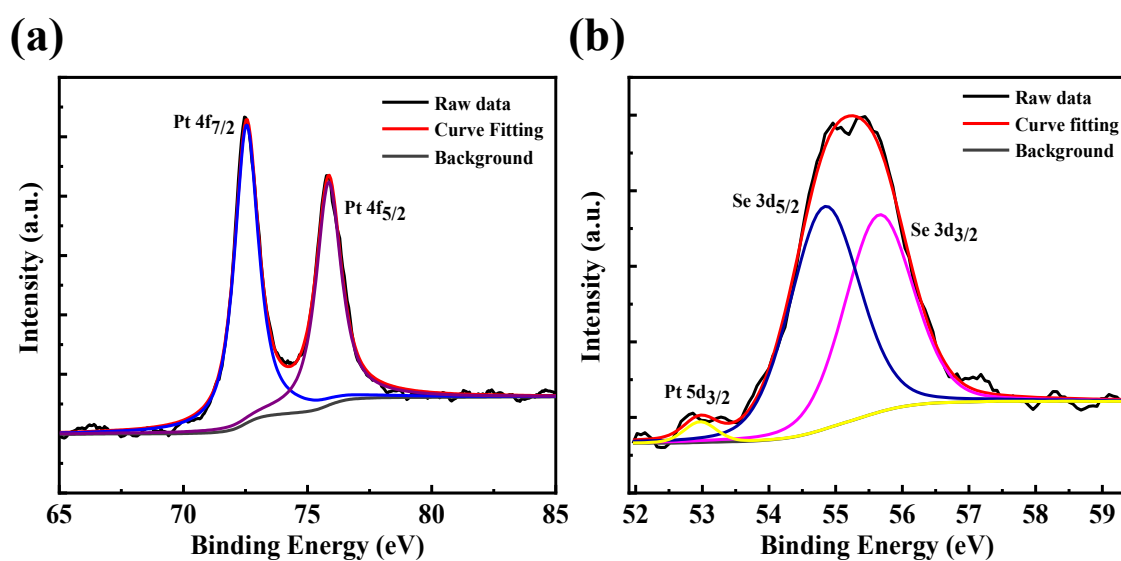 (a)
Pt 4f7/2
Pt 4f5/2
Raw data
Curve Fitting
Background
Intensity (a.u.)
65 70 75 80 85
Binding Energy (eV)
(b)
Raw data
Curve fitting
Background
Se 3d5/2
Se 3d3/2
Pt 5d3/2
Intensity (a.u.)
52 53 54 55 56 57 58 59
Binding Energy (eV)